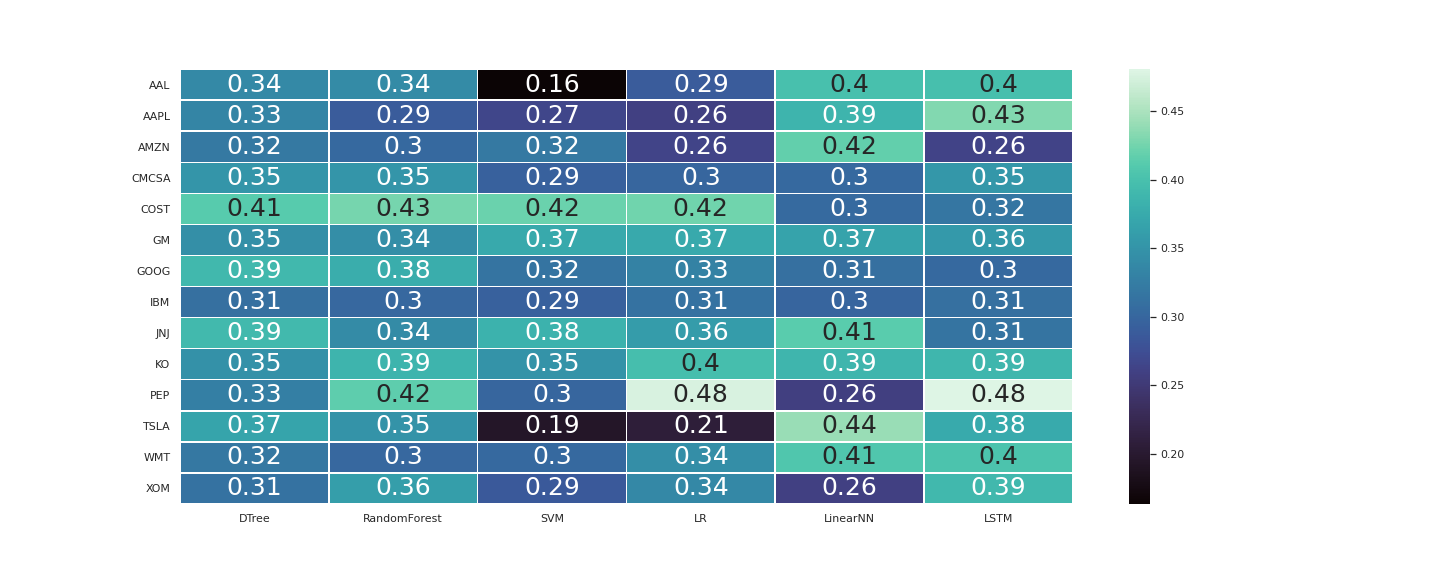 AAL 0.34 0.34 0.16 0.29 0.4 0.4
AAPL 0.33 0.29 0.27 0.26 0.39 0.43
AMZN 0.32 0.3 0.32 0.26 0.42 0.26
CMCSA 0.35 0.35 0.29 0.3 0.3 0.35
COST 0.41 0.43 0.42 0.42 0.3 0.32
GM 0.35 0.34 0.37 0.37 0.37 0.36
GOOG 0.39 0.38 0.32 0.33 0.31 0.3
IBM 0.31 0.3 0.29 0.31 0.3 0.31
JNJ 0.39 0.34 0.38 0.36 0.41 0.31
KO 0.35 0.39 0.35 0.4 0.39 0.39
PEP 0.33 0.42 0.3 0.48 0.26 0.48
TSLA 0.37 0.35 0.19 0.21 0.44 0.38
WMT 0.32 0.3 0.3 0.34 0.41 0.4
XOM 0.31 0.36 0.29 0.34 0.26 0.39
DTree RandomForest SVM LR LinearNN LSTM
0.45
0.40
0.35
0.30
0.25
0.20